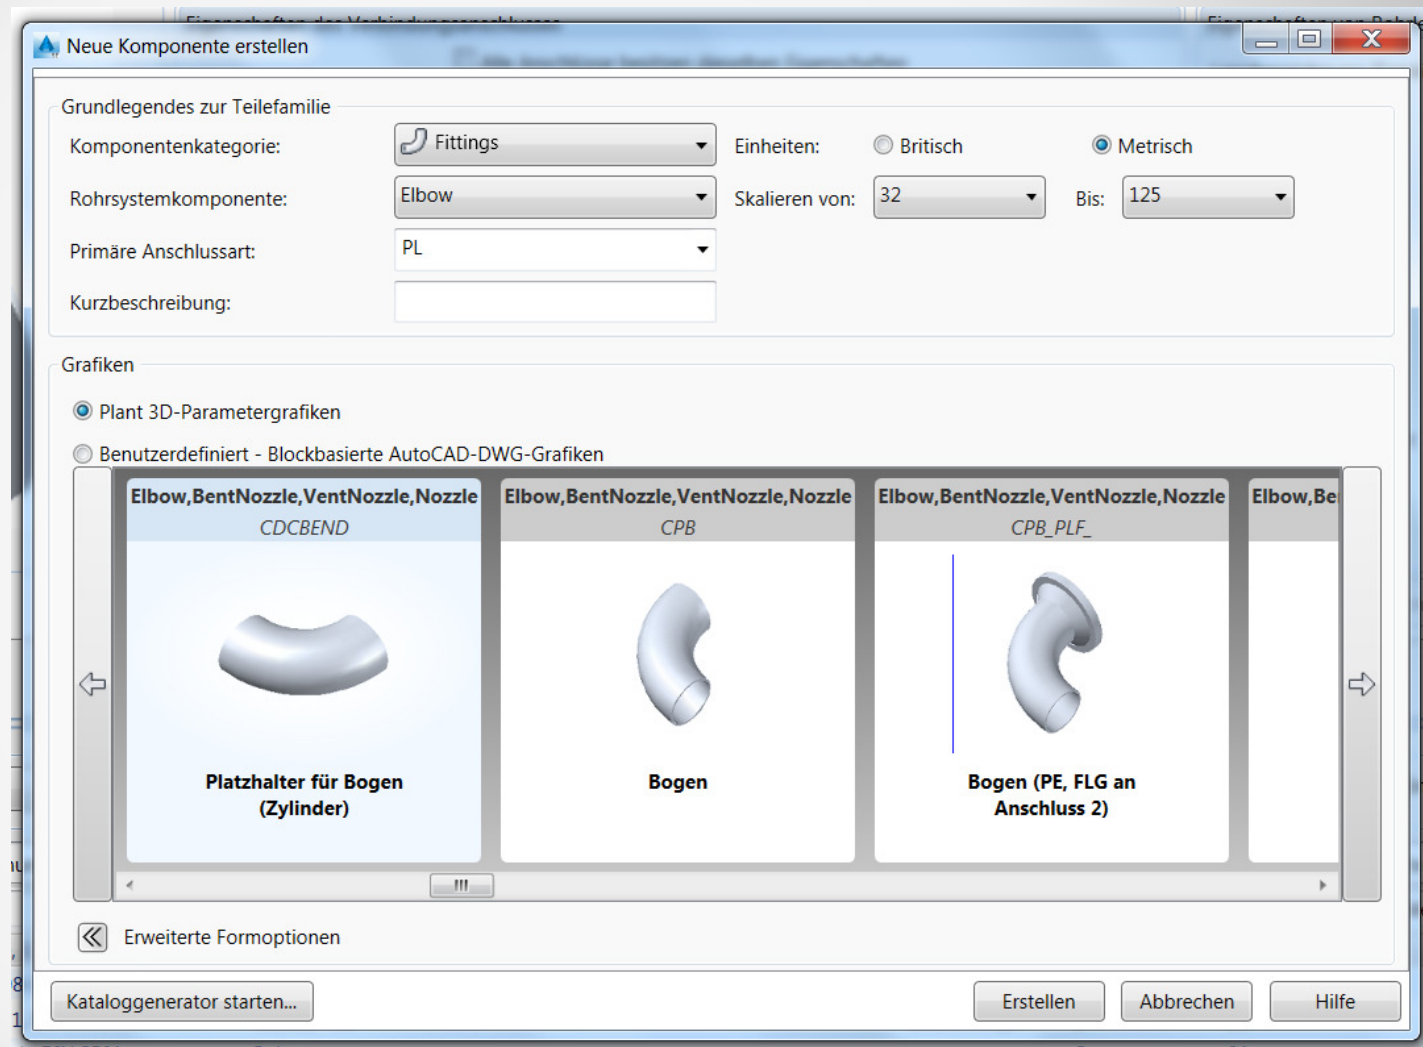 Eigenschaften des Verbindungsanschlusses
Neue Komponente erstellen
Grundlegendes zur Teilefamilie
Komponentenkategorie: Fittings Einheiten: Britisch Metrisch
Rohrsystemkomponente: Elbow Skalieren von: 32 Bis: 125
Primäre Anschlussart: PL
Kurzbeschreibung:
Grafiken
Plant 3D-Parametergrafiken
Benutzerdefiniert - Blockbasierte AutoCAD-DWG-Grafiken
Elbow,BentNozzle,VentNozzle,Nozzle Elbow,BentNozzle,VentNozzle,Nozzle Elbow,BentNozzle,VentNozzle,Nozzle Elbow,Be
CDCBEND CPB CPB_PLF_
Platzhalter für Bogen
(Zylinder)
Bogen
Bogen (PE, FLG an
Anschluss 2)
Erweiterte Formoptionen
Kataloggenerator starten... Erstellen Abbrechen Hilfe